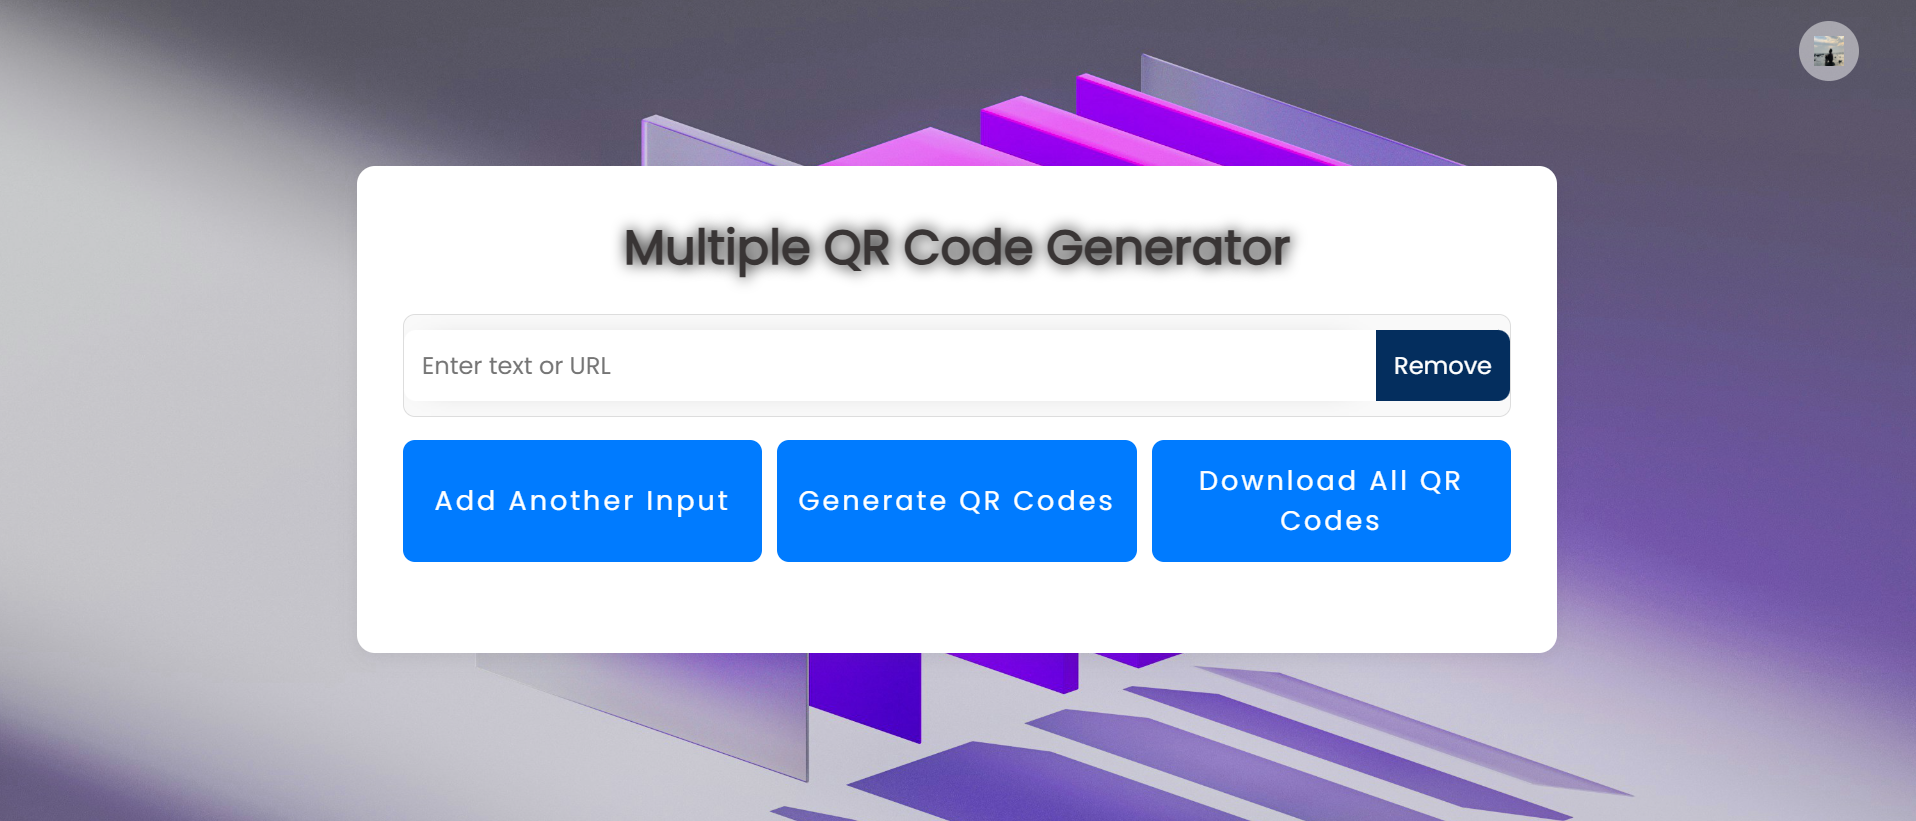 Multiple QR Code Generator
Enter text or URL
Remove
Add Another Input
Generate QR Codes
Download All QR
Codes